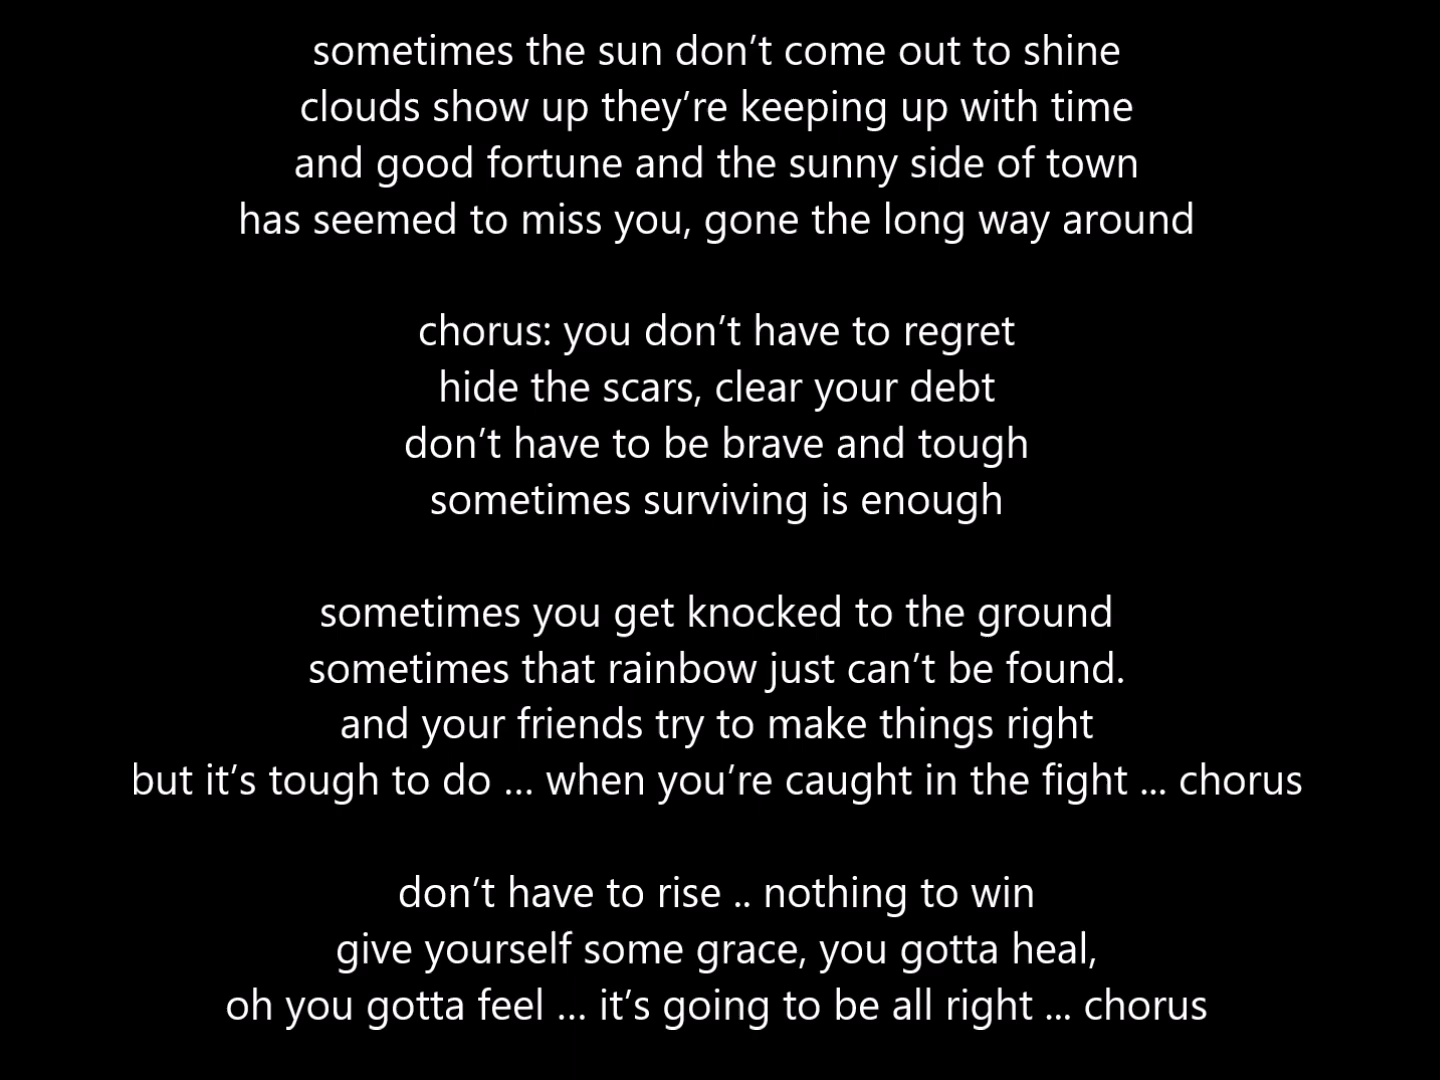 sometimes the sun don’t come out to shine
clouds show up they’re keeping up with time
and good fortune and the sunny side of town
has seemed to miss you, gone the long way around
chorus: you don’t have to regret
hide the scars, clear your debt
don’t have to be brave and tough
sometimes surviving is enough
sometimes you get knocked to the ground
sometimes that rainbow just can’t be found.
and your friends try to make things right
but it’s tough to do ... when you’re caught in the fight ... chorus
don’t have to rise .. nothing to win
give yourself some grace, you gotta heal,
oh you gotta feel ... it’s going to be all right ... chorus